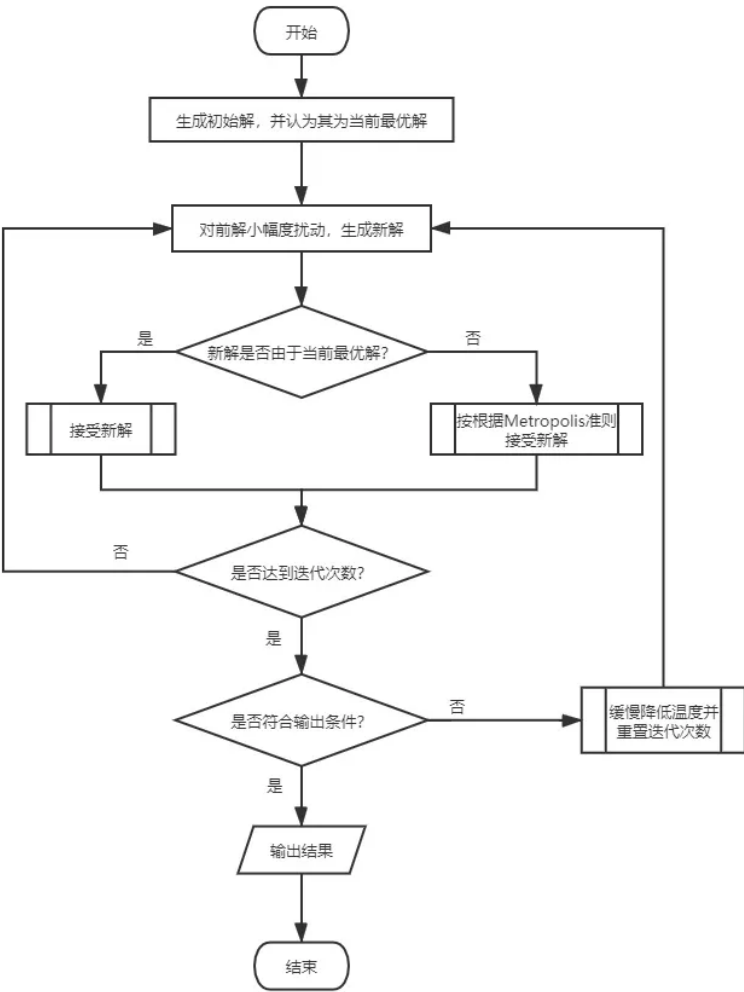 开始
生成初始解，并认为其为当前最优解
对前解小幅度扰动，生成新解
新解是否由于当前最优解？
是
否
接受新解
按根据Metropolis准则
接受新解
是否达到迭代次数？
否
是
是否符合输出条件？
否
缓慢降低温度并
重置迭代次数
是
输出结果
结束